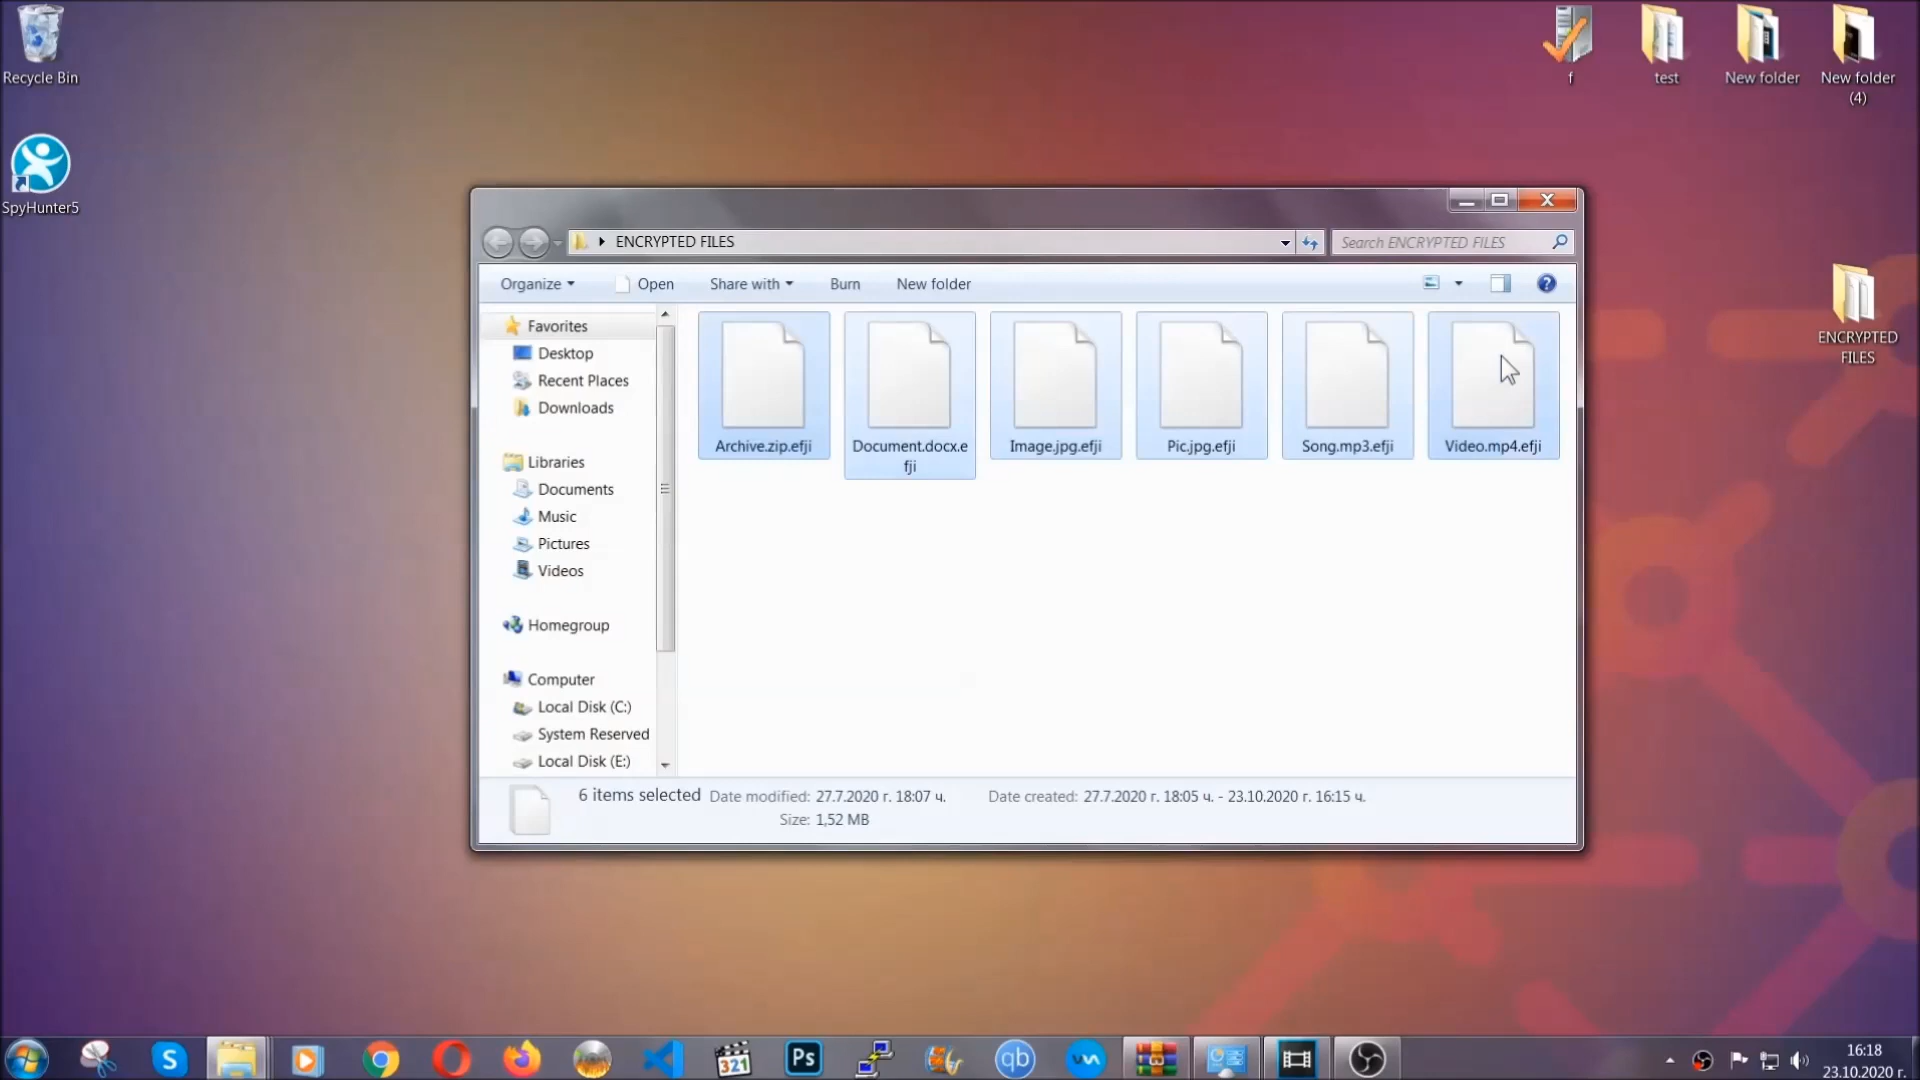 Recycle Bin
SpyHunter5
f
test
New folder
New folder
(4)
ENCRYPTED
FILES
ENCRYPTED FILES
Search ENCRYPTED FILES
Organize
Open
Share with
Burn
New folder
Favorites
Desktop
Recent Places
Downloads
Libraries
Documents
Music
Pictures
Videos
Homegroup
Computer
Local Disk (C:)
System Reserved
Local Disk (E:)
Archive.zip.efji
Document.docx.e
fji
Image.jpg.efji
Pic.jpg.efji
Song.mp3.efji
Video.mp4.efji
6 items selected Date modified: 27.7.2020 г. 18:07 ч. Date created: 27.7.2020 г. 18:05 ч. - 23.10.2020 г. 16:15 ч.
Size: 1,52 MB
S
321
Ps
qb
16:18
23.10.2020 г.